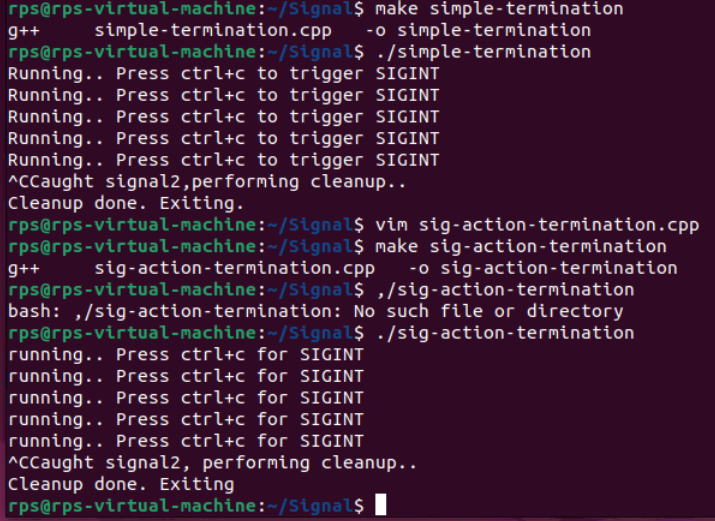 rps@rps-virtual-machine:~/Signal$ make simple-termination
g++     simple-termination.cpp   -o simple-termination
rps@rps-virtual-machine:~/Signal$ ./simple-termination
Running.. Press ctrl+c to trigger SIGINT
Running.. Press ctrl+c to trigger SIGINT
Running.. Press ctrl+c to trigger SIGINT
Running.. Press ctrl+c to trigger SIGINT
Running.. Press ctrl+c to trigger SIGINT
^CCaught signal2,performing cleanup..
Cleanup done. Exiting.
rps@rps-virtual-machine:~/Signal$ vim sig-action-termination.cpp
rps@rps-virtual-machine:~/Signal$ make sig-action-termination
g++     sig-action-termination.cpp   -o sig-action-termination
rps@rps-virtual-machine:~/Signal$ ,/sig-action-termination
bash: ,/sig-action-termination: No such file or directory
rps@rps-virtual-machine:~/Signal$ ./sig-action-termination
running.. Press ctrl+c for SIGINT
running.. Press ctrl+c for SIGINT
running.. Press ctrl+c for SIGINT
running.. Press ctrl+c for SIGINT
running.. Press ctrl+c for SIGINT
^CCaught signal2, performing cleanup..
Cleanup done. Exiting
rps@rps-virtual-machine:~/Signal$